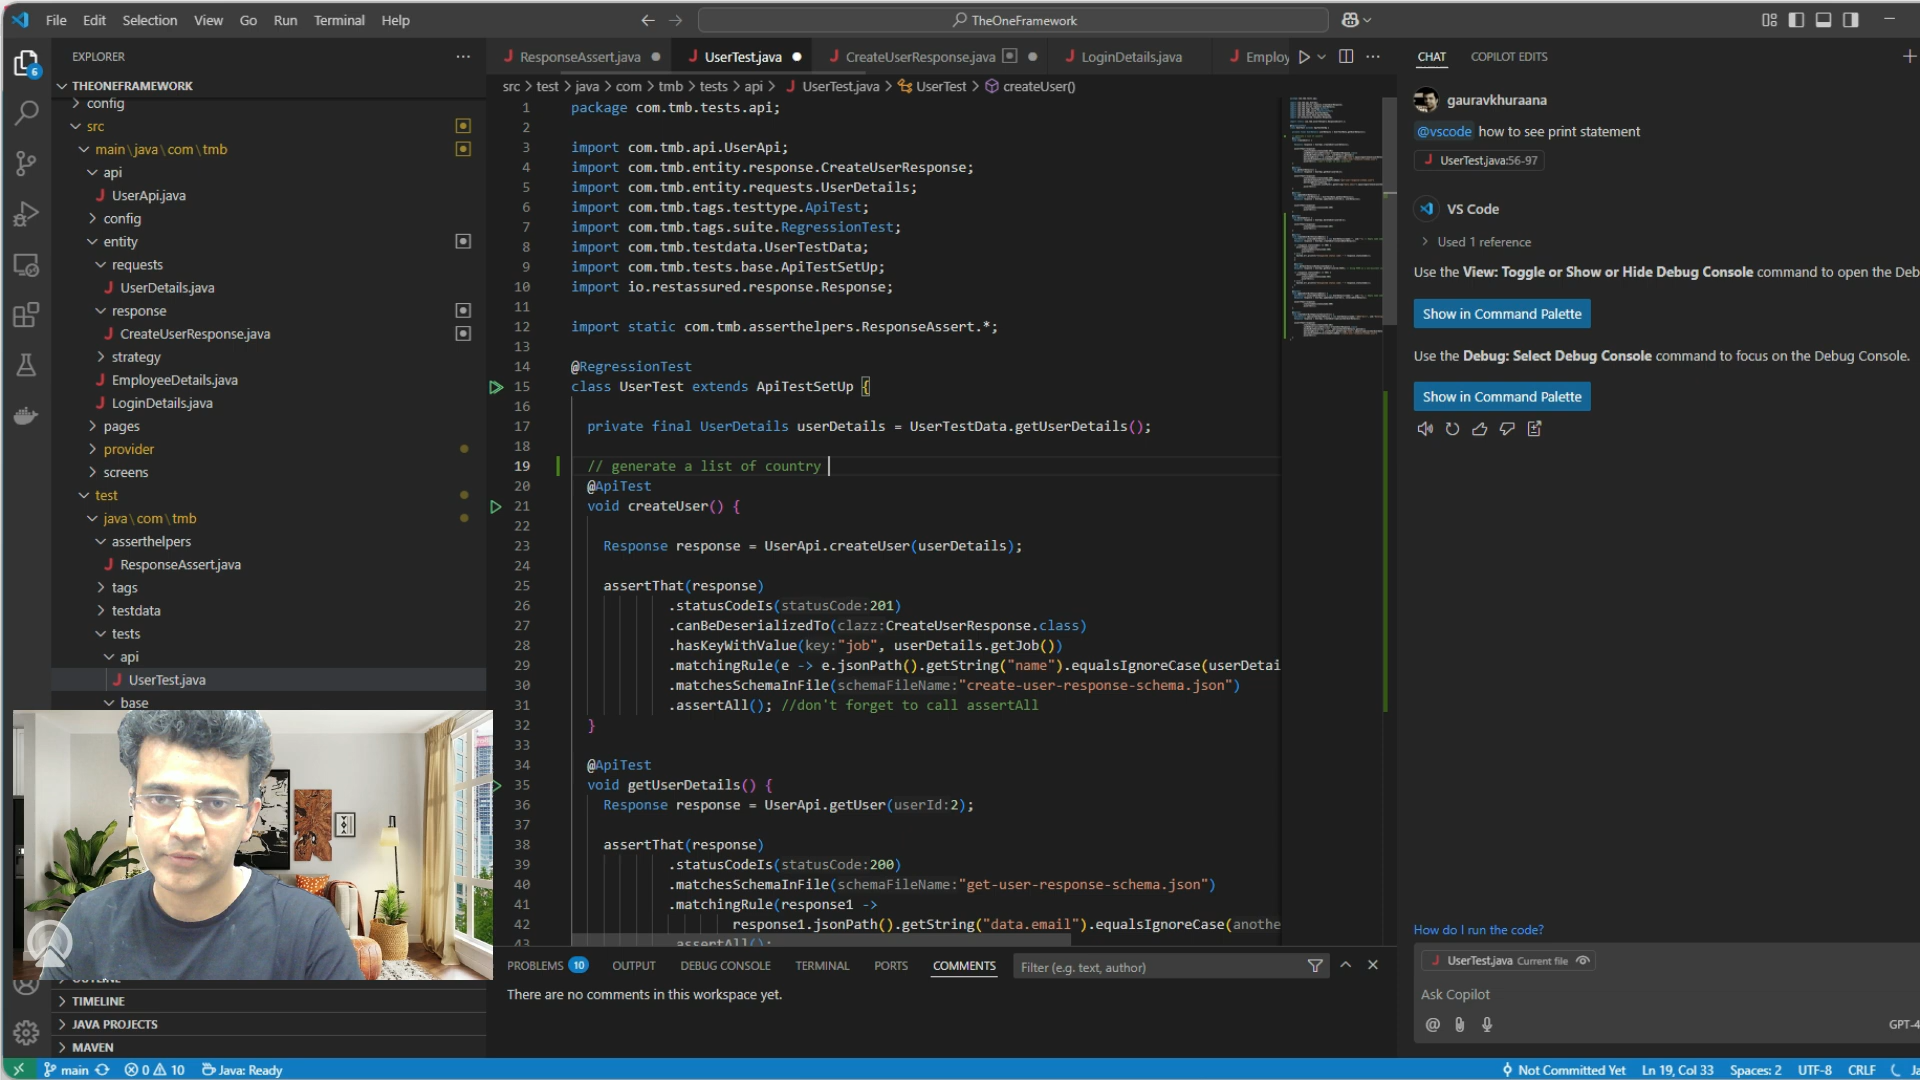 File Edit Selection View Go Run Terminal Help
TheOneFramework
EXPLORER
6
THEONEFRAMEWORK
config
src
main\java\com\tmb
api
UserApi.java
config
entity
requests
UserDetails.java
response
CreateUserResponse.java
strategy
EmployeeDetails.java
LoginDetails.java
pages
provider
screens
test
java\com\tmb
asserthelpers
ResponseAssert.java
tags
testdata
tests
api
UserTest.java
base
TIMELINE
JAVA PROJECTS
MAVEN
ResponseAssert.java UserTest.java CreateUserResponse.java LoginDetails.java Employ
src > test > java > com > tmb > tests > api > UserTest.java > UserTest > createUser()
1 package com.tmb.tests.api;
2
3 import com.tmb.api.UserApi;
4 import com.tmb.entity.response.CreateUserResponse;
5 import com.tmb.entity.requests.UserDetails;
6 import com.tmb.tags.testtype.ApiTest;
7 import com.tmb.tags.suite.RegressionTest;
8 import com.tmb.testdata.UserTestData;
9 import com.tmb.tests.base.ApiTestSetUp;
10 import io.restassured.response.Response;
11
12 import static com.tmb.asserthelpers.ResponseAssert.*;
13
14 @RegressionTest
15 class UserTest extends ApiTestSetUp {
16
17 private final UserDetails userDetails = UserTestData.getUserDetails();
18
19 // generate a list of country
20 @ApiTest
21 void createUser() {
22
23 Response response = UserApi.createUser(userDetails);
24
25 assertThat(response)
26 .statusCodeIs(statusCode:201)
27 .canBeDeserializedTo(clazz:CreateUserResponse.class)
28 .hasKeyWithValue(key:"job", userDetails.getJob())
29 .matchingRule(e -> e.jsonPath().getString("name").equalsIgnoreCase(userDetai
30 .matchesSchemaInFile(schemaFileName:"create-user-response-schema.json")
31 .assertAll(); //don't forget to call assertAll
32 }
33
34 @ApiTest
35 void getUserDetails() {
36 Response response = UserApi.getUser(userId:2);
37
38 assertThat(response)
39 .statusCodeIs(statusCode:200)
40 .matchesSchemaInFile(schemaFileName:"get-user-response-schema.json")
41 .matchingRule(response1 ->
42 response1.jsonPath().getString("data.email").equalsIgnoreCase(anothe
43 .assertAll();
PROBLEMS 10 OUTPUT DEBUG CONSOLE TERMINAL PORTS COMMENTS Filter (e.g. text, author)
There are no comments in this workspace yet.
CHAT COPILOT EDITS
gauravkhuraana
@vscode how to see print statement
UserTest.java:56-97
VS Code
Used 1 reference
Use the View: Toggle or Show or Hide Debug Console command to open the Deb
Show in Command Palette
Use the Debug: Select Debug Console command to focus on the Debug Console.
Show in Command Palette
How do I run the code?
UserTest.java Current file
Ask Copilot
GPT-4
main 0 10 Java: Ready Not Committed Yet Ln 19, Col 33 Spaces: 2 UTF-8 CRLF